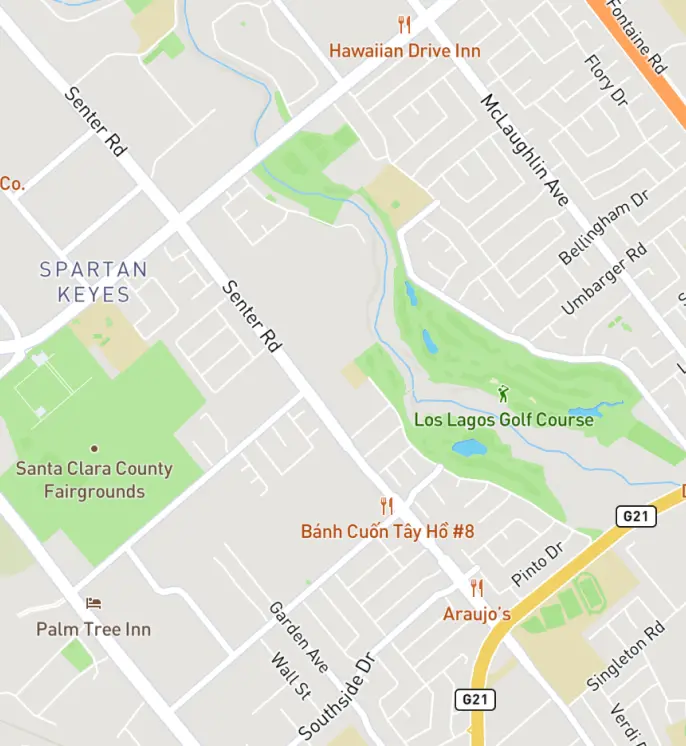 Fontaine Rd
Hawaiian Drive Inn
Flory Dr
Senter Rd
McLaughlin Ave
Co.
Bellingham Dr
SPARTAN
KEYES
Umbarger Rd
Senter Rd
Los Lagos Golf Course
Santa Clara County
Fairgrounds
G21
Bánh Cuốn Tây Hồ #8
Pinto Dr
Araujo's
Palm Tree Inn
Garden Ave
Wall St
Singleton Rd
Southside Dr
G21
Verdi